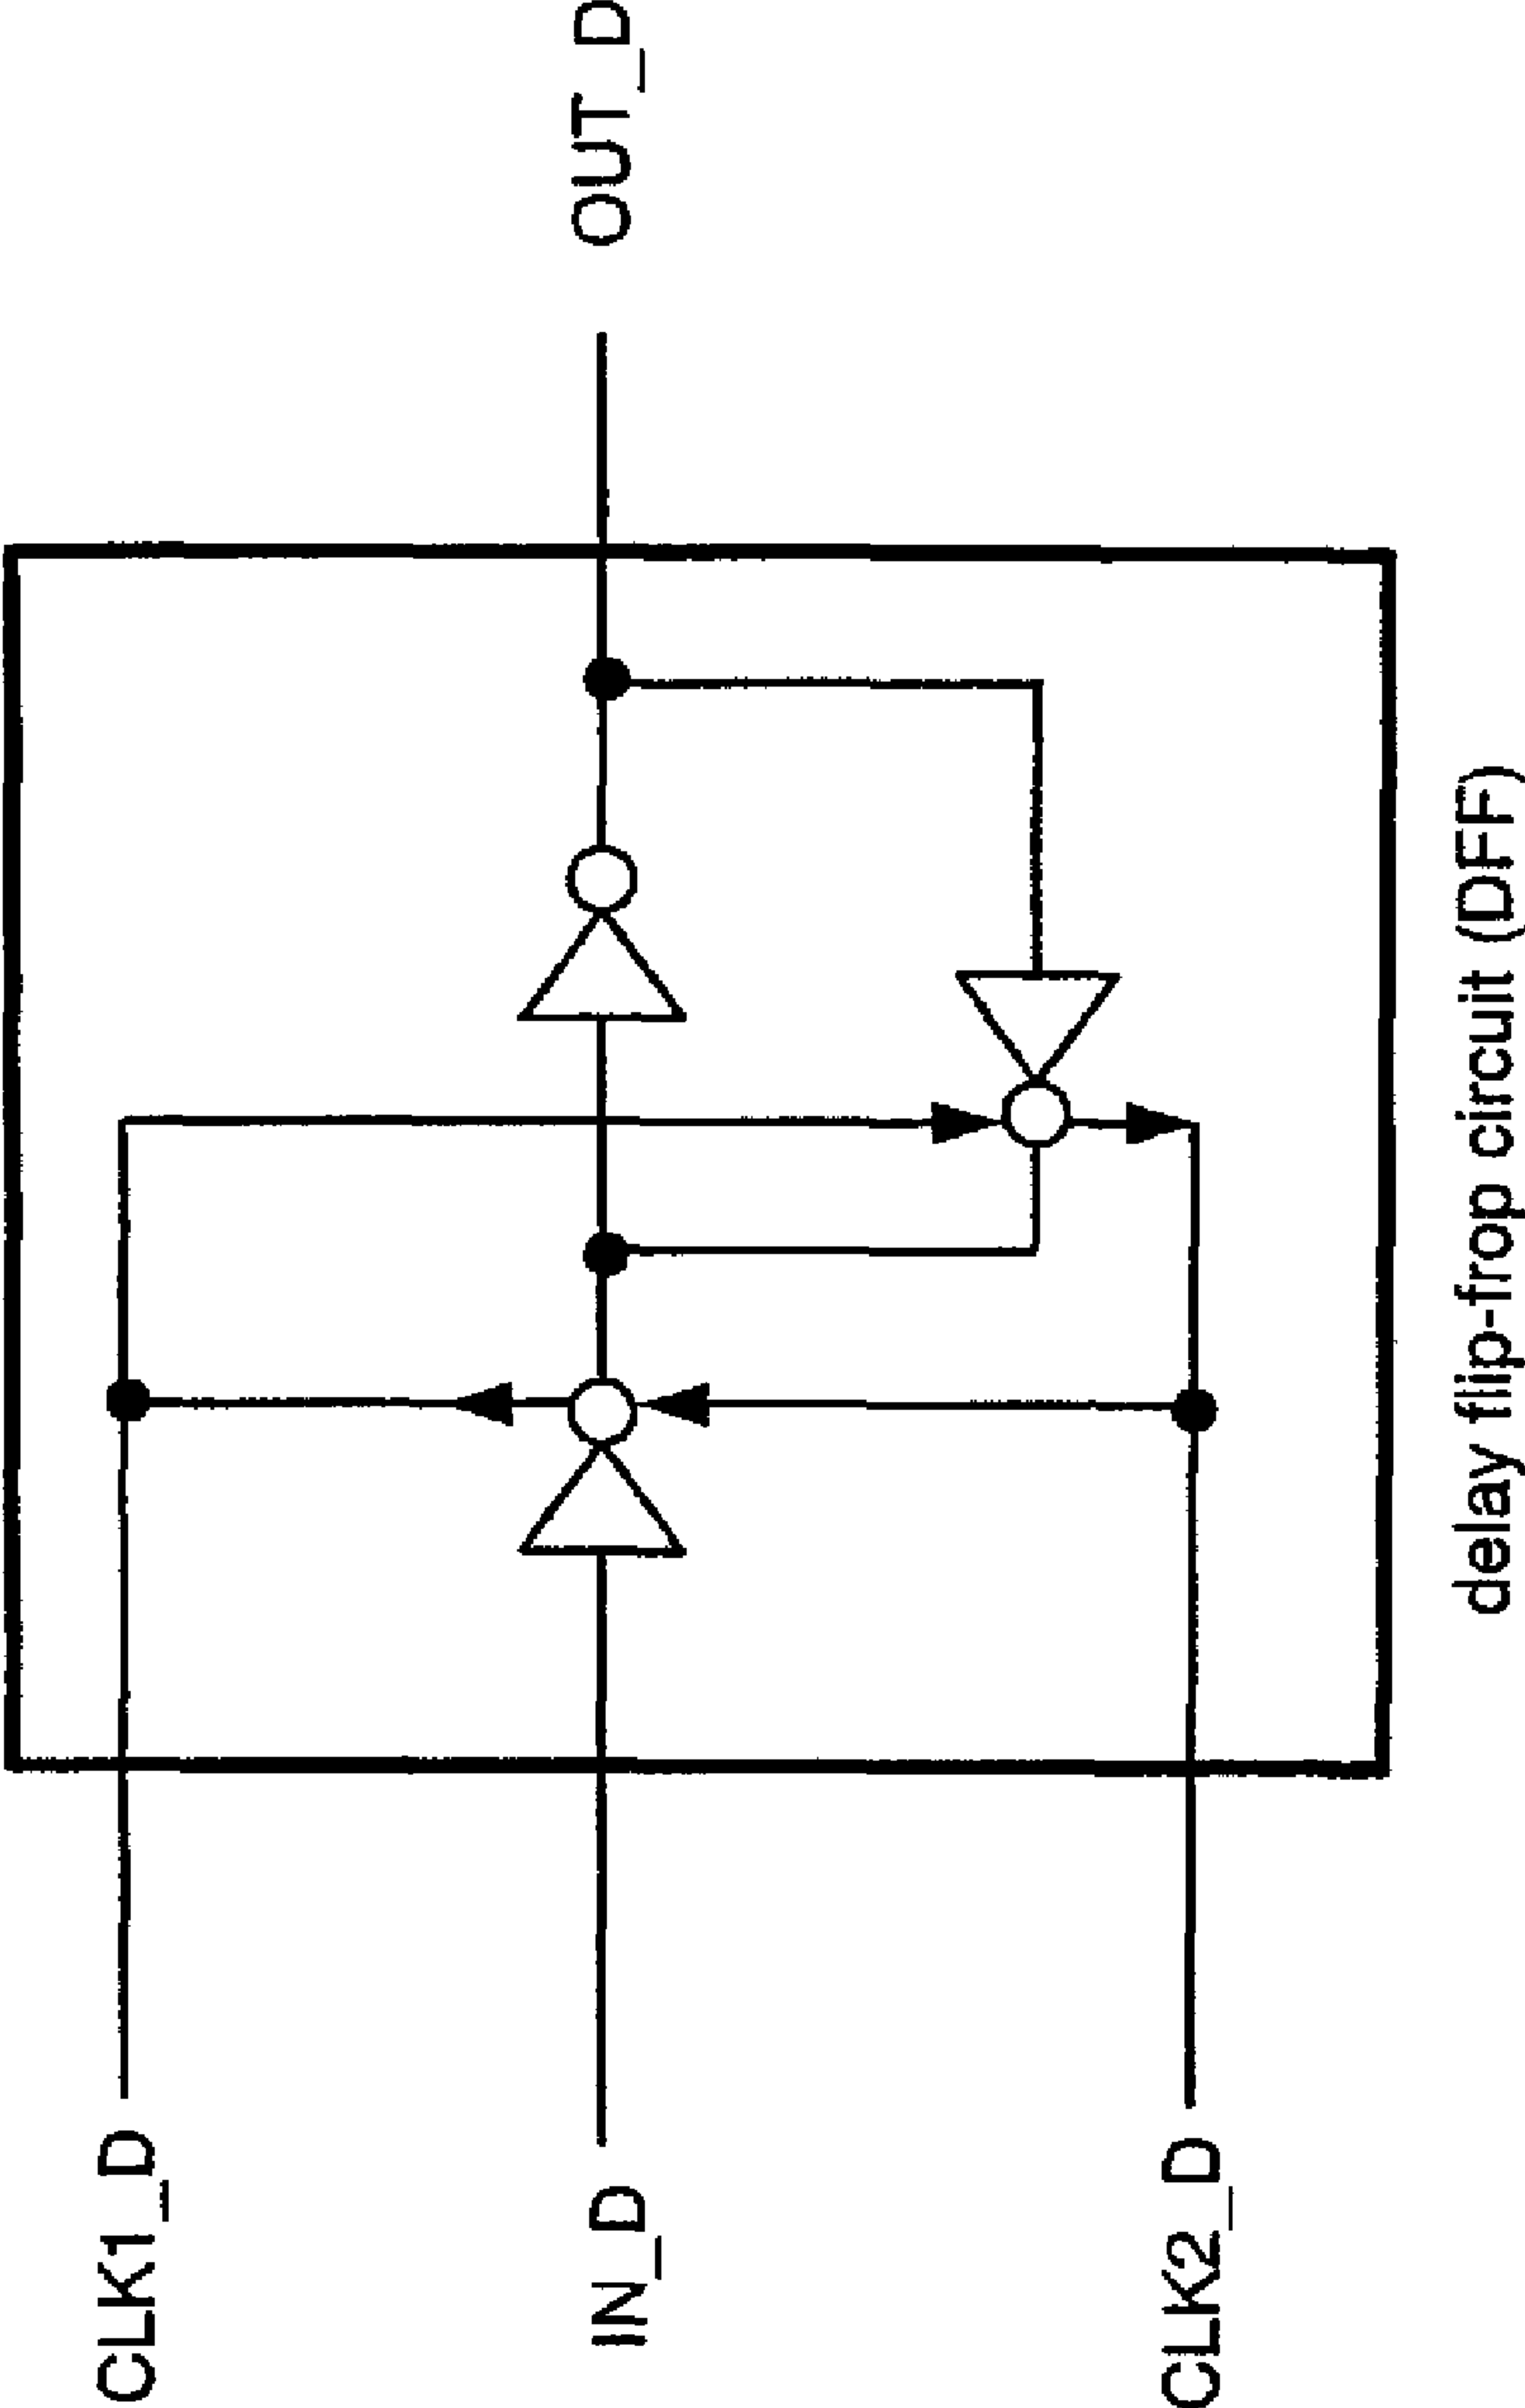 CLK1_D
IN_D
CLK2_D
OUT_D
delay flip-frop circuit (DFF)